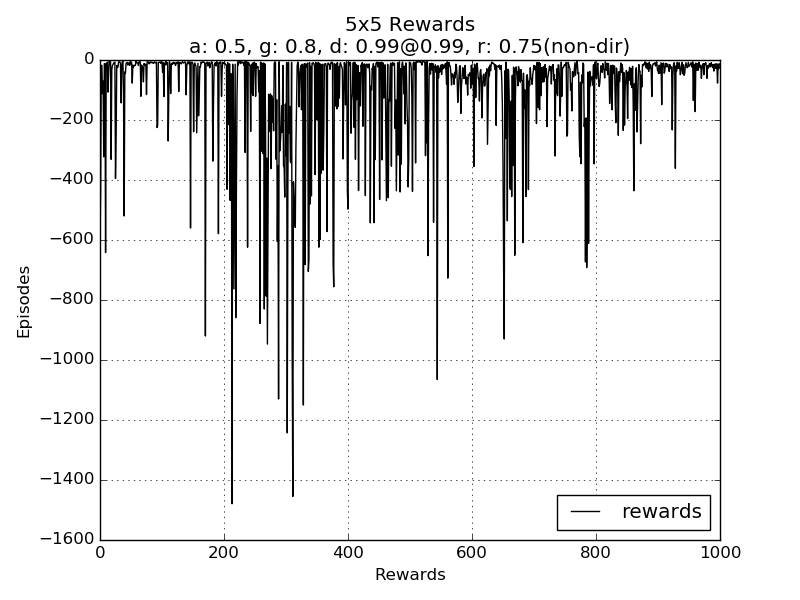 5x5 Rewards
a: 0.5, g: 0.8, d: 0.99@0.99, r: 0.75(non-dir)
0
−200
−400
−600
−800
−1000
−1200
−1400
−1600
Episodes
0 200 400 600 800 1000
Rewards
rewards